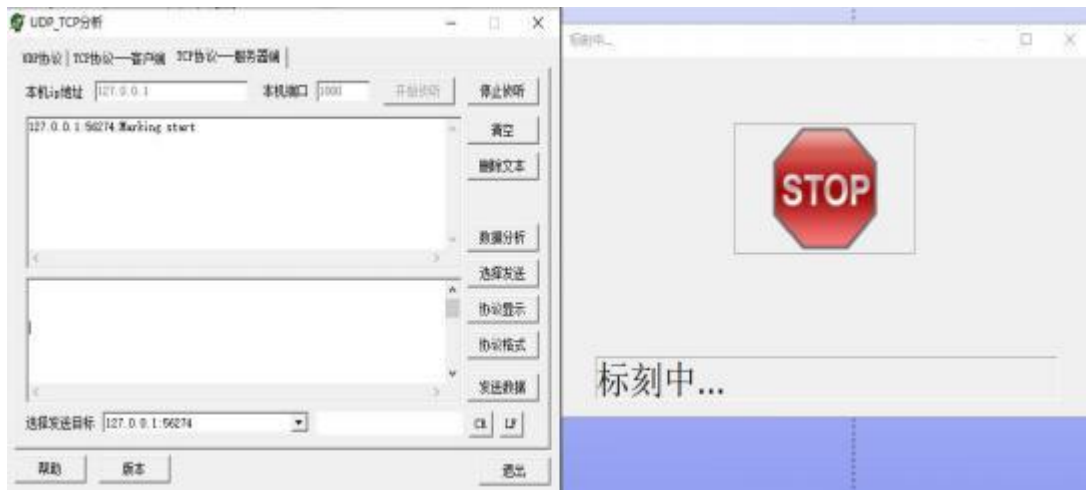 UDP_TCP分析
UDP协议 TCP协议——客户端 TCP协议——服务器端
本机ip地址 127.0.0.1 本机端口 1000 开始侦听 停止侦听
127.0.0.1:56274 Marking start
清空
删除文本
数据分析
选择发送
协议显示
协议格式
发送数据
选择发送目标 127.0.0.1:56274 CR LF
帮助 版本 退出
标刻中...
STOP
标刻中...